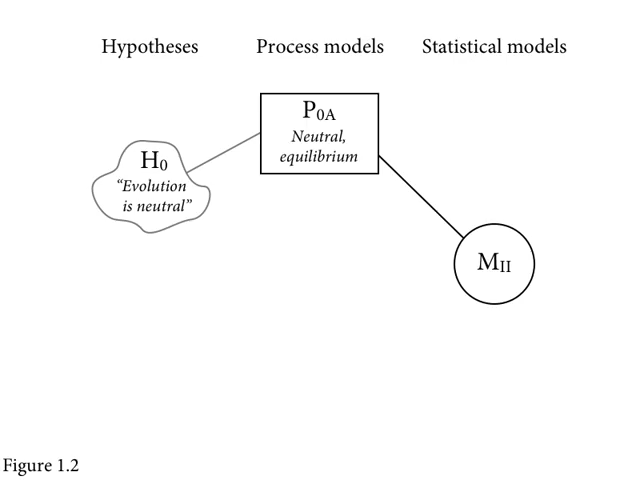 Hypotheses Process models Statistical models
P0A
Neutral,
equilibrium
H0
“Evolution
is neutral”
MII
Figure 1.2